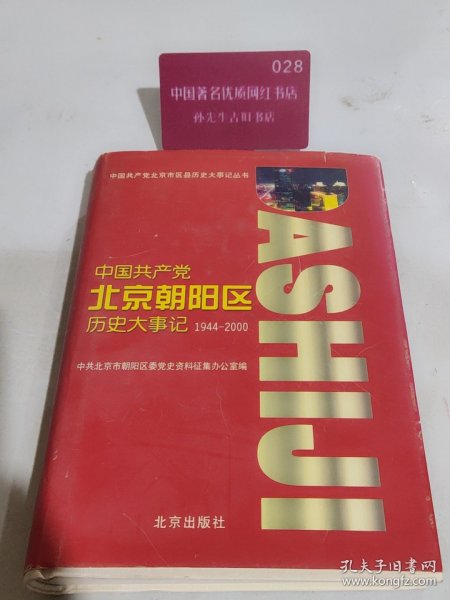 028
中国著名优质网红书店
孙先生古旧书店
中国共产党北京市区县历史大事记丛书
DASHIJI
中国共产党
北京朝阳区
历史大事记 1944-2000
中共北京市朝阳区委党史资料征集办公室编
北京出版社
孔夫子旧书网
www.kongfz.com